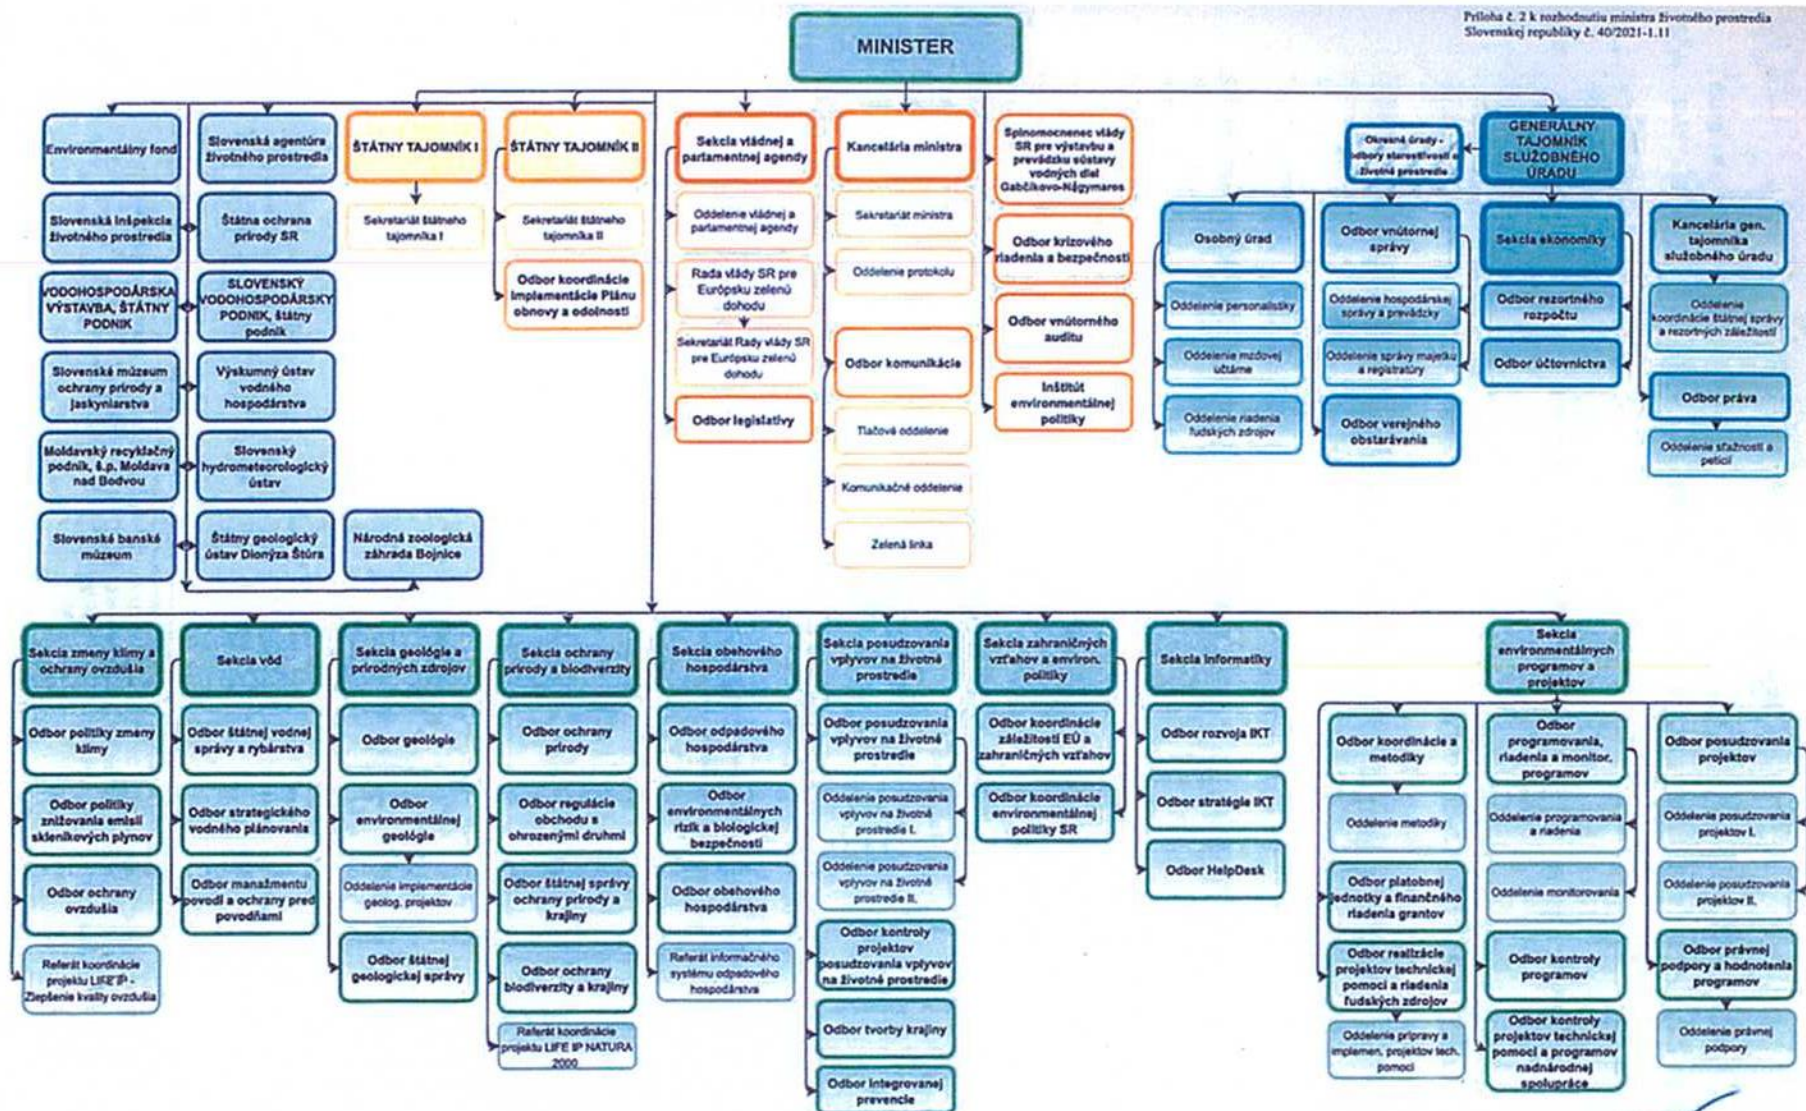 Príloha č. 2 k rozhodnutiu ministra životného prostredia
Slovenskej republiky č. 40/2021-1.11
MINISTER
Environmentálny fond
Slovenská agentúra
životného prostredia
ŠTÁTNY TAJOMNÍK I
ŠTÁTNY TAJOMNÍK II
Sekcia vládnej a
parlamentnej agendy
Kancelária ministra
Splnomocnenec vlády
SR pre výstavbu a
prevádzku sústavy
vodných diel
Gabčíkovo-Nagymaros
Okresné úrady -
odbory starostlivosti o
životné prostredie
GENERÁLNY
TAJOMNÍK
SLUŽOBNÉHO
ÚRADU
Slovenská inšpekcia
životného prostredia
Štátna ochrana
prírody SR
Sekretariát štátneho
tajomníka I
Sekretariát štátneho
tajomníka II
Oddelenie vládnej a
parlamentnej agendy
Sekretariát ministra
Odbor krízového
riadenia a bezpečnosti
Osobný úrad
Odbor vnútornej
správy
Sekcia ekonomiky
Kancelária gen.
tajomníka
služobného úradu
VODOHOSPODÁRSKA
VÝSTAVBA, ŠTÁTNY
PODNIK
SLOVENSKÝ
VODOHOSPODÁRSKY
PODNIK, štátny
podnik
Odbor koordinácie
Implementácie Plánu
obnovy a odolnosti
Rada vlády SR pre
Európsku zelenú
dohodu
Oddelenie protokolu
Odbor vnútorného
auditu
Oddelenie personalistiky
Oddelenie hospodárskej
správy a prevádzky
Odbor rezortného
rozpočtu
Oddelenie
koordinácie štátnej správy
a rezortných záležitostí
Slovenské múzeum
ochrany prírody a
jaskyniarstva
Výskumný ústav
vodného
hospodárstva
Sekretariát Rady vlády SR
pre Európsku zelenú
dohodu
Odbor komunikácie
Inštitút
environmentálnej
politiky
Oddelenie mzdovej
učtárne
Oddelenie správy majetku
a registratúry
Odbor účtovníctva
Odbor práva
Odbor legislatívy
Tlačové oddelenie
Oddelenie riadenia
ľudských zdrojov
Odbor verejného
obstarávania
Oddelenie sťažností a
petícií
Moldavský recyklačný
podnik, š.p. Moldava
nad Bodvou
Slovenský
hydrometeorologický
ústav
Komunikačné oddelenie
Slovenské banské
múzeum
Štátny geologický
ústav Dionýza Štúra
Národná zoologická
záhrada Bojnice
Zelená linka
Sekcia zmeny klímy a
ochrany ovzdušia
Sekcia vôd
Sekcia geológie a
prírodných zdrojov
Sekcia ochrany
prírody a biodiverzity
Sekcia obehového
hospodárstva
Sekcia posudzovania
vplyvov na životné
prostredie
Sekcia zahraničných
vzťahov a environ.
politiky
Sekcia informatiky
Sekcia
environmentálnych
programov a
projektov
Odbor politiky zmeny
klímy
Odbor štátnej vodnej
správy a rybárstva
Odbor geológie
Odbor ochrany
prírody
Odbor odpadového
hospodárstva
Odbor posudzovania
vplyvov na životné
prostredie
Odbor koordinácie
záležitostí EÚ a
zahraničných vzťahov
Odbor rozvoja IKT
Odbor koordinácie a
metodiky
Odbor
programovania,
riadenia a monitor.
programov
Odbor posudzovania
projektov
Odbor politiky
znižovania emisií
skleníkových plynov
Odbor strategického
vodného plánovania
Odbor
environmentálnej
geológie
Odbor regulácie
obchodu s
ohrozenými druhmi
Odbor
environmentálnych
rizík a biologickej
bezpečnosti
Oddelenie posudzovania
vplyvov na životné
prostredie I.
Odbor koordinácie
environmentálnej
politiky SR
Odbor stratégie IKT
Oddelenie metodiky
Oddelenie programovania
a riadenia
Oddelenie posudzovania
projektov I.
Odbor ochrany
ovzdušia
Odbor manažmentu
povodí a ochrany pred
povodňami
Oddelenie implementácie
geolog. projektov
Odbor štátnej správy
ochrany prírody a
krajiny
Odbor obehového
hospodárstva
Oddelenie posudzovania
vplyvov na životné
prostredie II.
Odbor HelpDesk
Odbor platobnej
jednotky a finančného
riadenia grantov
Oddelenie monitorovania
Oddelenie posudzovania
projektov II.
Referát koordinácie
projektu LIFE IP -
Zlepšenie kvality ovzdušia
Odbor štátnej
geologickej správy
Odbor ochrany
biodiverzity a krajiny
Referát informačného
systému odpadového
hospodárstva
Odbor kontroly
projektov
posudzovania vplyvov
na životné prostredie
Odbor realizácie
projektov technickej
pomoci a riadenia
ľudských zdrojov
Odbor kontroly
programov
Odbor právnej
podpory a hodnotenia
programov
Referát koordinácie
projektu LIFE IP NATURA
2000
Odbor tvorby krajiny
Oddelenie prípravy a
implemen. projektov tech.
pomoci
Odbor kontroly
projektov technickej
pomoci a programov
nadnárodnej
spolupráce
Oddelenie právnej
podpory
Odbor integrovanej
prevencie